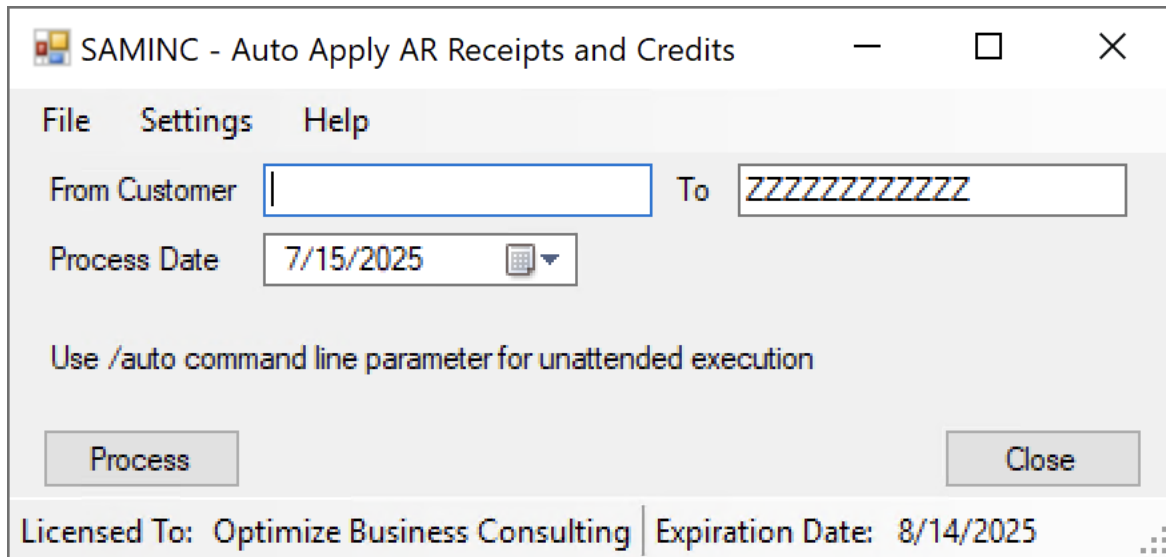 SAMINC - Auto Apply AR Receipts and Credits
File Settings Help
From Customer To ZZZZZZZZZZZZ
Process Date 7/15/2025
Use /auto command line parameter for unattended execution
Process Close
Licensed To: Optimize Business Consulting Expiration Date: 8/14/2025